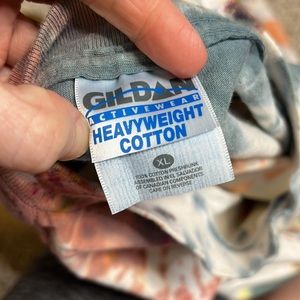 GILDAN
ACTIVEWEAR
HEAVYWEIGHT
COTTON
XL
100% COTTON PRESHRUNK
ASSEMBLED IN EL SALVADOR
OF CANADIAN COMPONENTS
CARE ON REVERSE